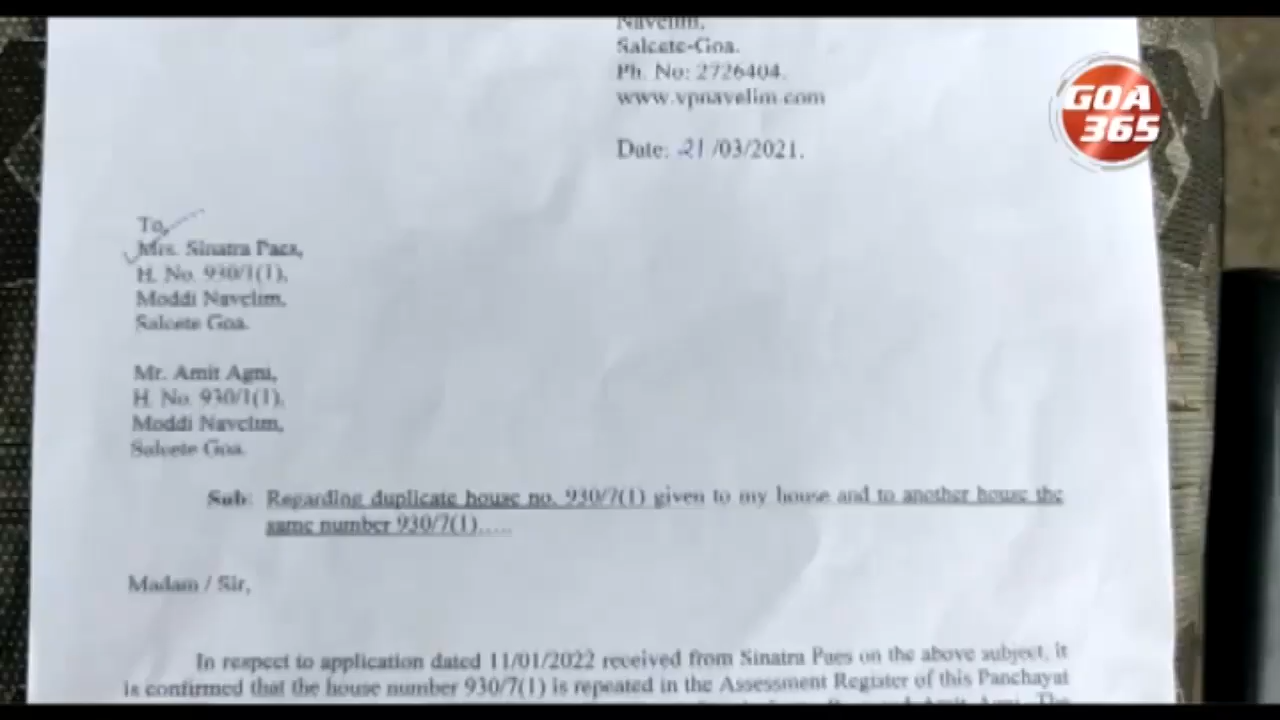 Navelim,
Salcete-Goa.
Ph. No: 2726404.
www.vpnavelim.com
Date: 21/03/2021.
GOA
365
To,
Mrs. Sinatra Paes,
H. No. 930/1(1),
Moddi Navelim,
Salcete Goa.
Mr. Amit Agni,
H. No. 930/1(1),
Moddi Navelim,
Salcete Goa.
Sub: Regarding duplicate house no. 930/7(1) given to my house and to another house the
same number 930/7(1).....
Madam / Sir,
In respect to application dated 11/01/2022 received from Sinatra Paes on the above subject, it
is confirmed that the house number 930/7(1) is repeated in the Assessment Register of this Panchayat
and Amit Agni. The